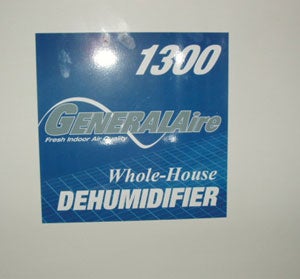 1300
GENERALAire
Fresh Indoor Air Quality
Whole-House
DEHUMIDIFIER